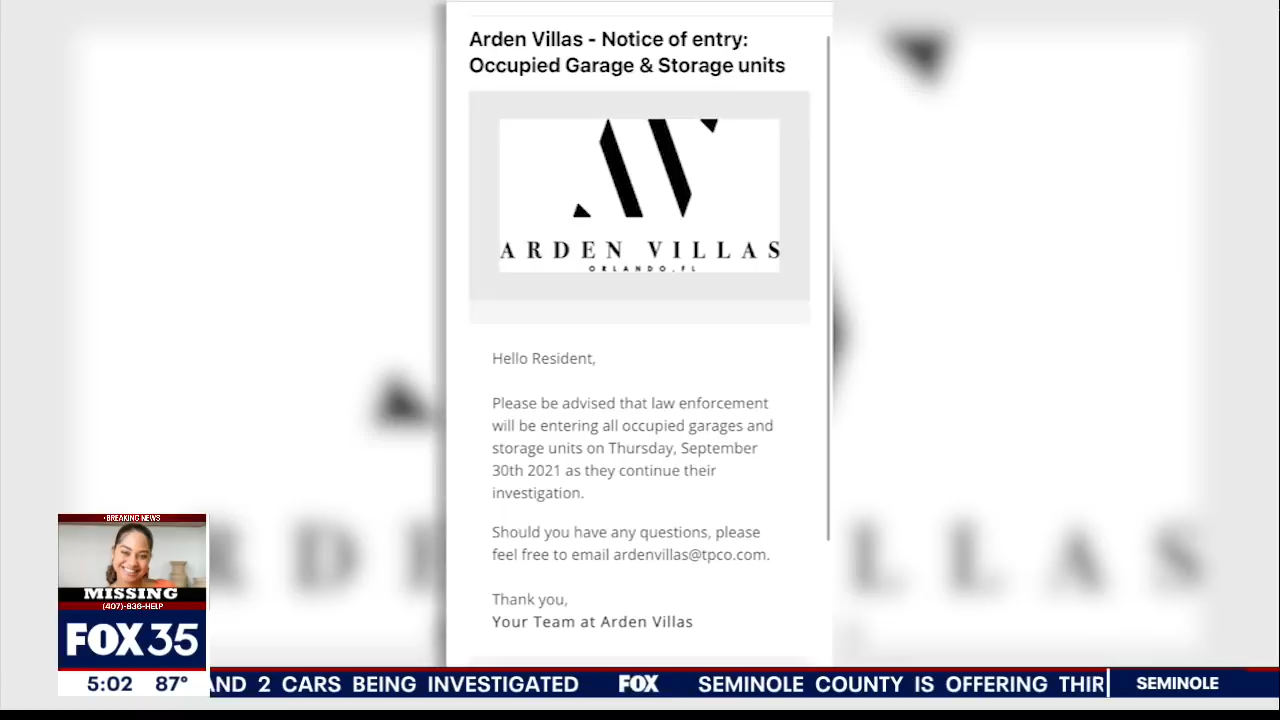 Arden Villas - Notice of entry:
Occupied Garage & Storage units
ARDEN VILLAS
ORLANDO, FL
Hello Resident,
Please be advised that law enforcement
will be entering all occupied garages and
storage units on Thursday, September
30th 2021 as they continue their
investigation.
Should you have any questions, please
feel free to email ardenvillas@tpco.com.
Thank you,
Your Team at Arden Villas
BREAKING NEWS
MISSING
(407)-836-HELP
FOX 35
5:02 87°
AND 2 CARS BEING INVESTIGATED FOX SEMINOLE COUNTY IS OFFERING THIR SEMINOLE